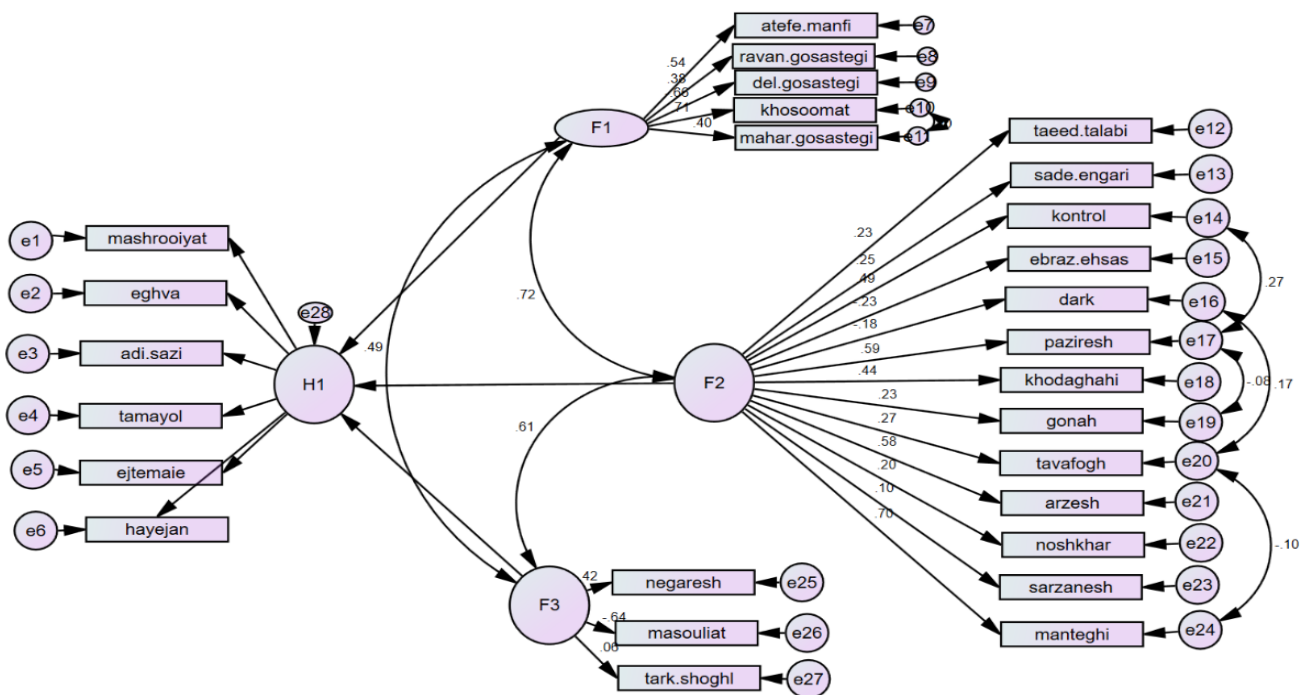 atefe.manfi
e7
ravan.gosastegi
e8
del.gosastegi
e9
khosoomat
e10
mahar.gosastegi
e11
.54
.38
.66
.71
.40
F1
taeed.talabi
e12
sade.engari
e13
kontrol
e14
ebraz.ehsas
e15
dark
e16
paziresh
e17
khodaghahi
e18
gonah
e19
tavafogh
e20
arzesh
e21
noshkhar
e22
sarzanesh
e23
manteghi
e24
.27
-.08
.17
-.10
.23
.25
.49
-.23
-.18
.59
.44
.23
.27
.58
.20
.10
.70
F2
.72
.49
.61
e1
mashrooiyat
e2
eghva
e3
adi.sazi
e4
tamayol
e5
ejtemaie
e6
hayejan
e28
H1
F3
.42
-.64
.06
negaresh
e25
masouliat
e26
tark.shoghl
e27